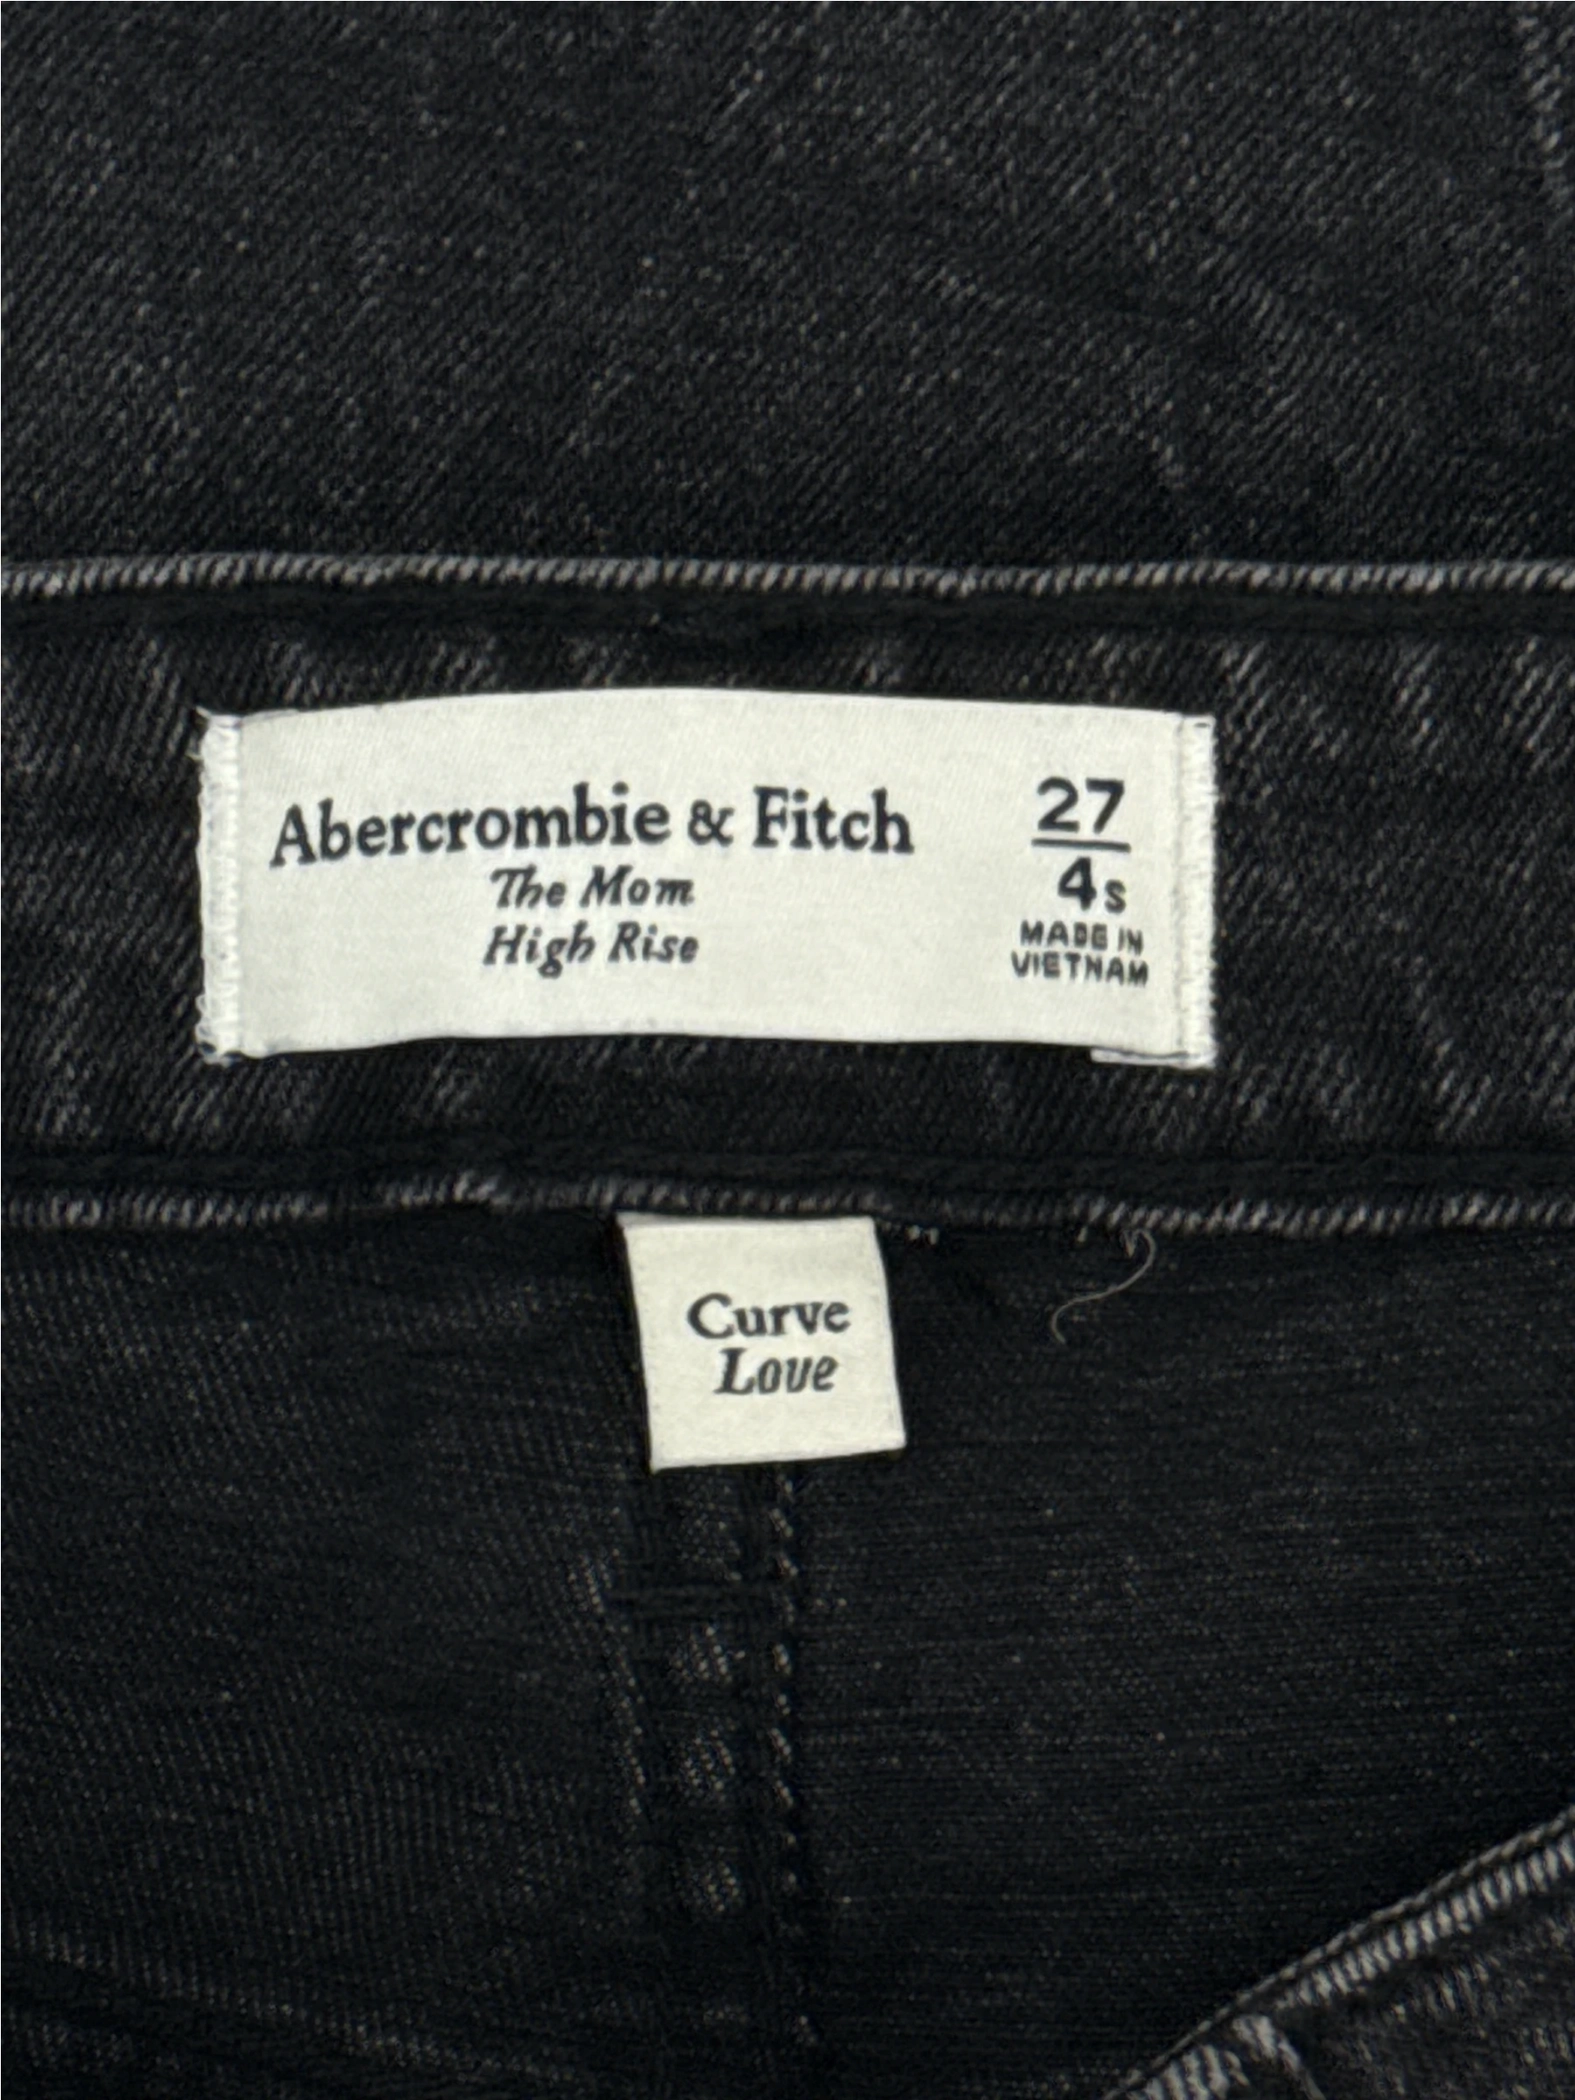 Abercrombie & Fitch
The Mom
High Rise
27
4s
MADE IN
VIETNAM
Curve
Love